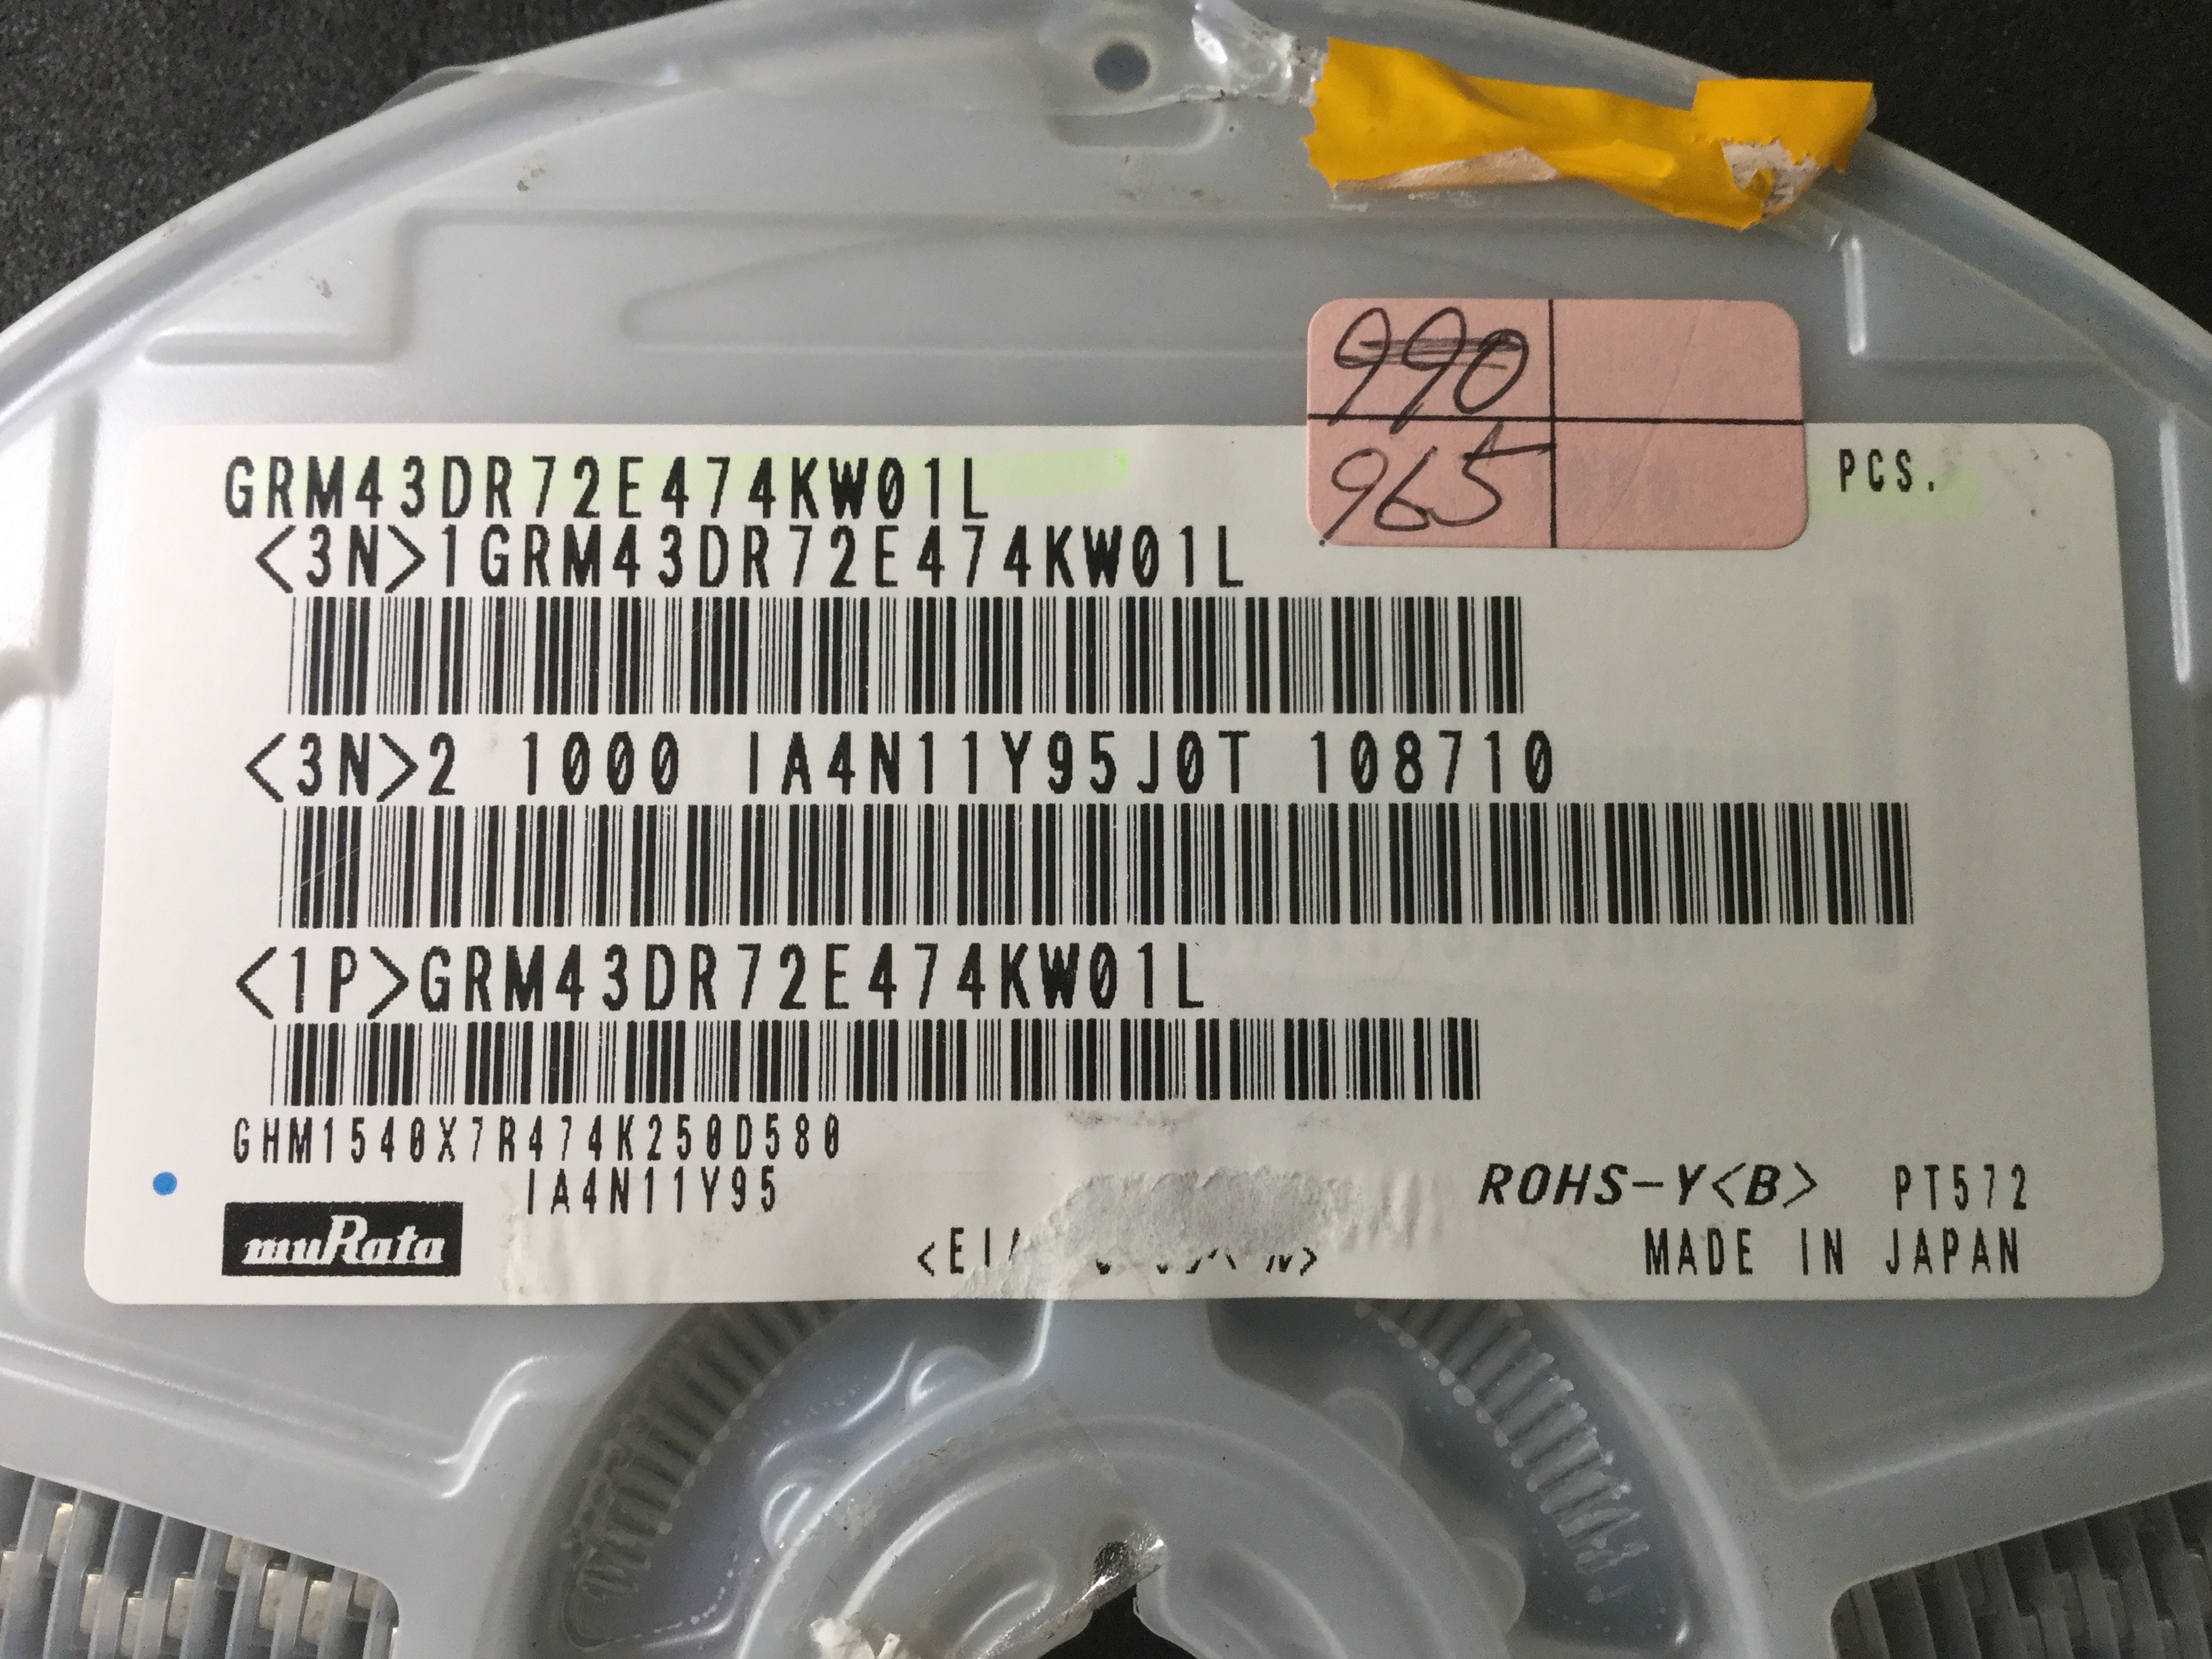 990
965
GRM43DR72E474KW01L PCS.
<3N>1GRM43DR72E474KW01L
<3N>2 1000 IA4N11Y95J0T 108710
<1P>GRM43DR72E474KW01L
GHM1540X7R474K250D580
IA4N11Y95
ROHS-Y<B> PT572
muRata
MADE IN JAPAN